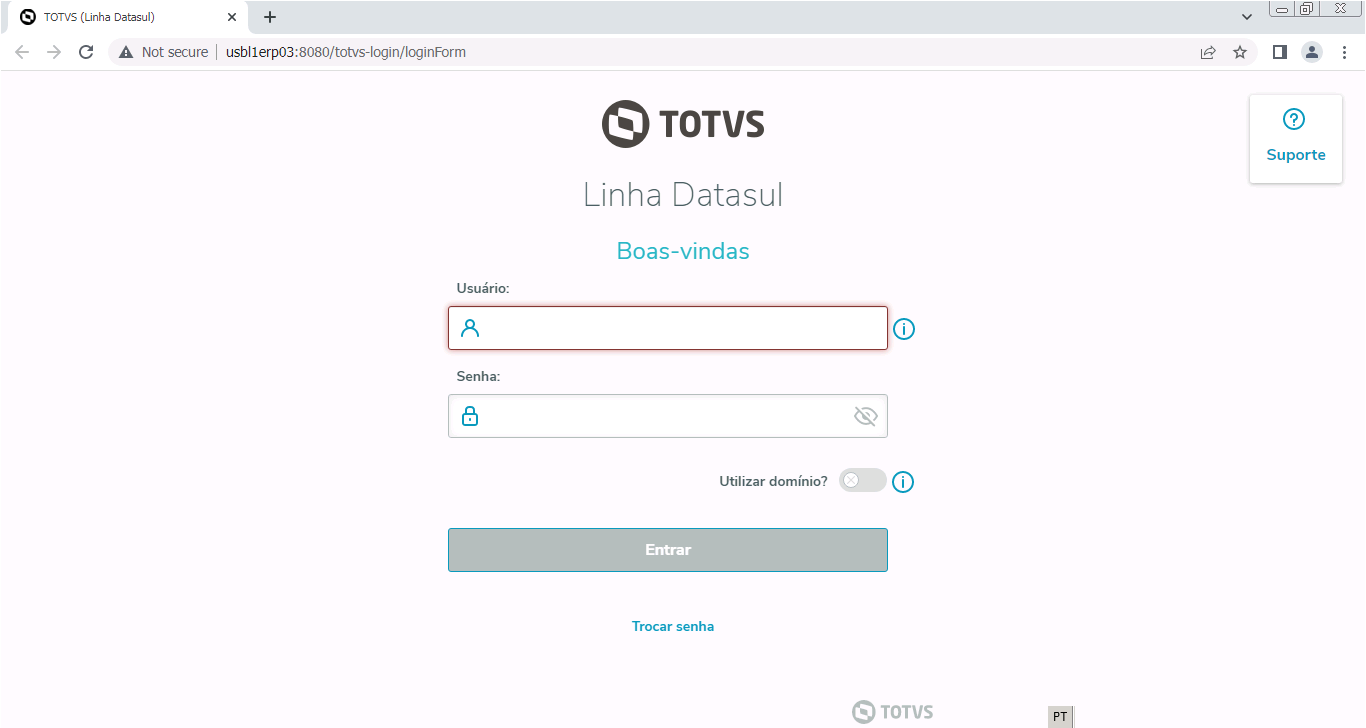 TOTVS (Linha Datasul)
Not secure
usbl1erp03:8080/totvs-login/loginForm
TOTVS
Suporte
Linha Datasul
Boas-vindas
Usuário:
Senha:
Utilizar domínio?
Entrar
Trocar senha
TOTVS
PT